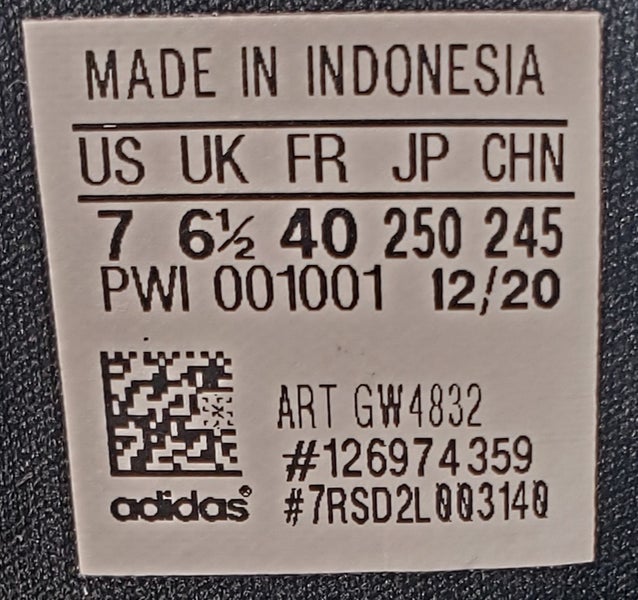 MADE IN INDONESIA
US UK FR JP CHN
7 6½ 40 250 245
PWI 001001 12/20
ART GW4832
#126974359
adidas® #7RSD2L003140